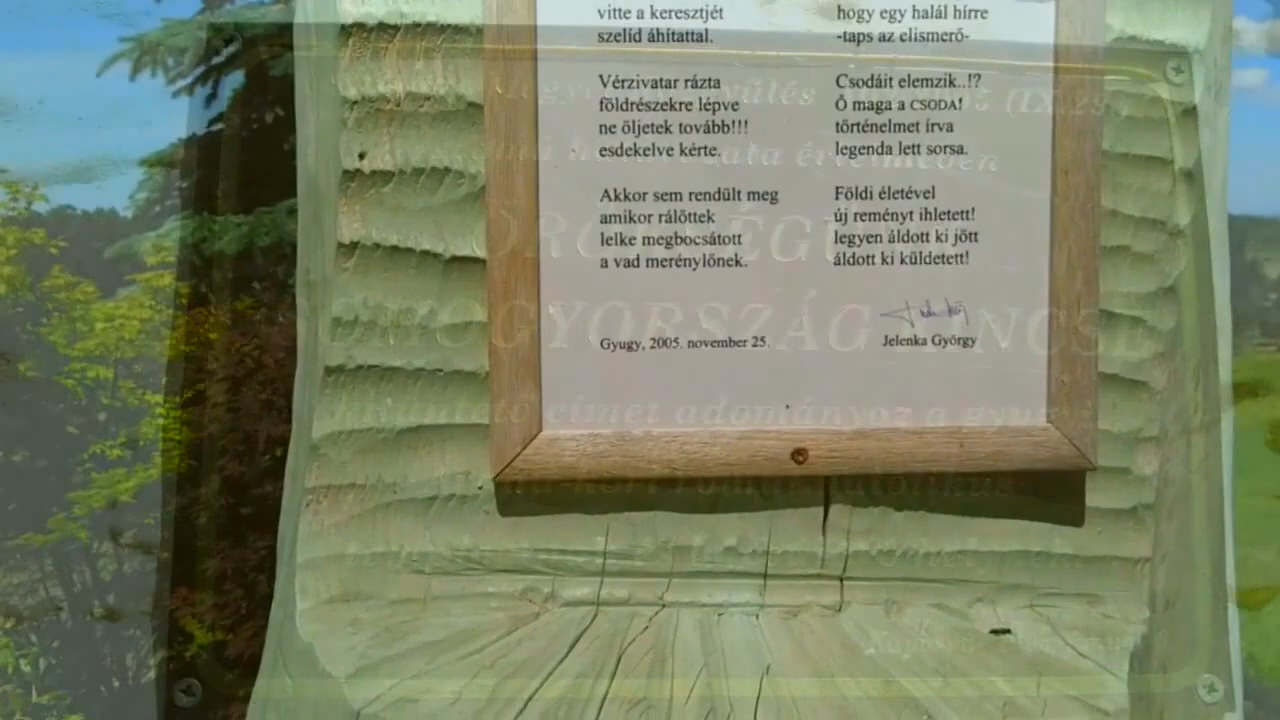 vitte a keresztjét
szelíd áhítattal.
Vérzivatar rázta
földrészekre lépve
ne öljetek tovább!!!
esdekelve kérte.
Akkor sem rendült meg
amikor rálőttek
lelke megbocsátott
a vad merénylőnek.
Gyugy, 2005. november 25.
hogy egy halál hírre
-taps az elismerő-
Csodáit elemzik..!?
Ő maga a CSODA!
történelmet írva
legenda lett sorsa.
Földi életével
új reményt ihletett!
legyen áldott ki jött
áldott ki küldetett!
Jelenka György
címet adományoz a